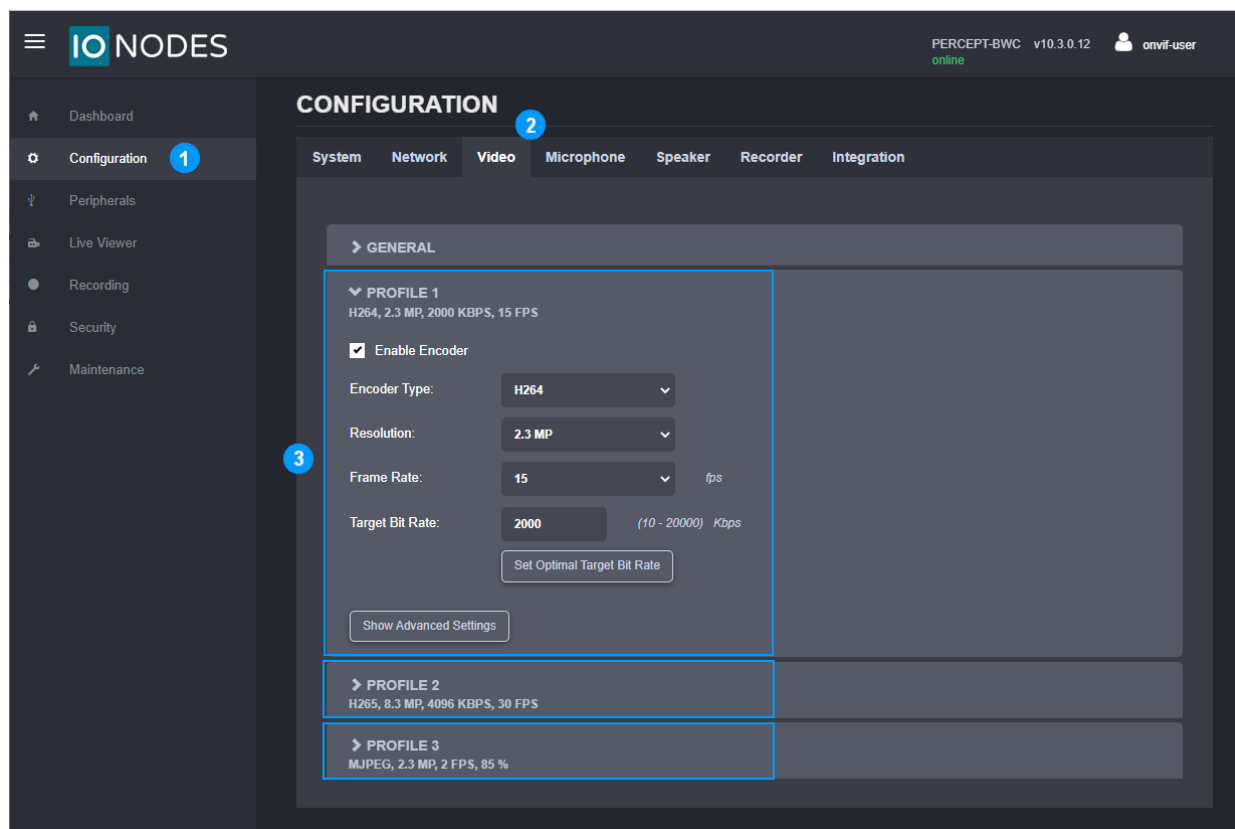 IO NODES
PERCEPT-BWC v10.3.0.12
online
onvif-user
Dashboard
Configuration 1
Peripherals
Live Viewer
Recording
Security
Maintenance
CONFIGURATION
2
System Network Video Microphone Speaker Recorder Integration
GENERAL
3
PROFILE 1
H264, 2.3 MP, 2000 KBPS, 15 FPS
Enable Encoder
Encoder Type: H264
Resolution: 2.3 MP
Frame Rate: 15 fps
Target Bit Rate: 2000 (10 - 20000) Kbps
Set Optimal Target Bit Rate
Show Advanced Settings
PROFILE 2
H265, 8.3 MP, 4096 KBPS, 30 FPS
PROFILE 3
MJPEG, 2.3 MP, 2 FPS, 85 %